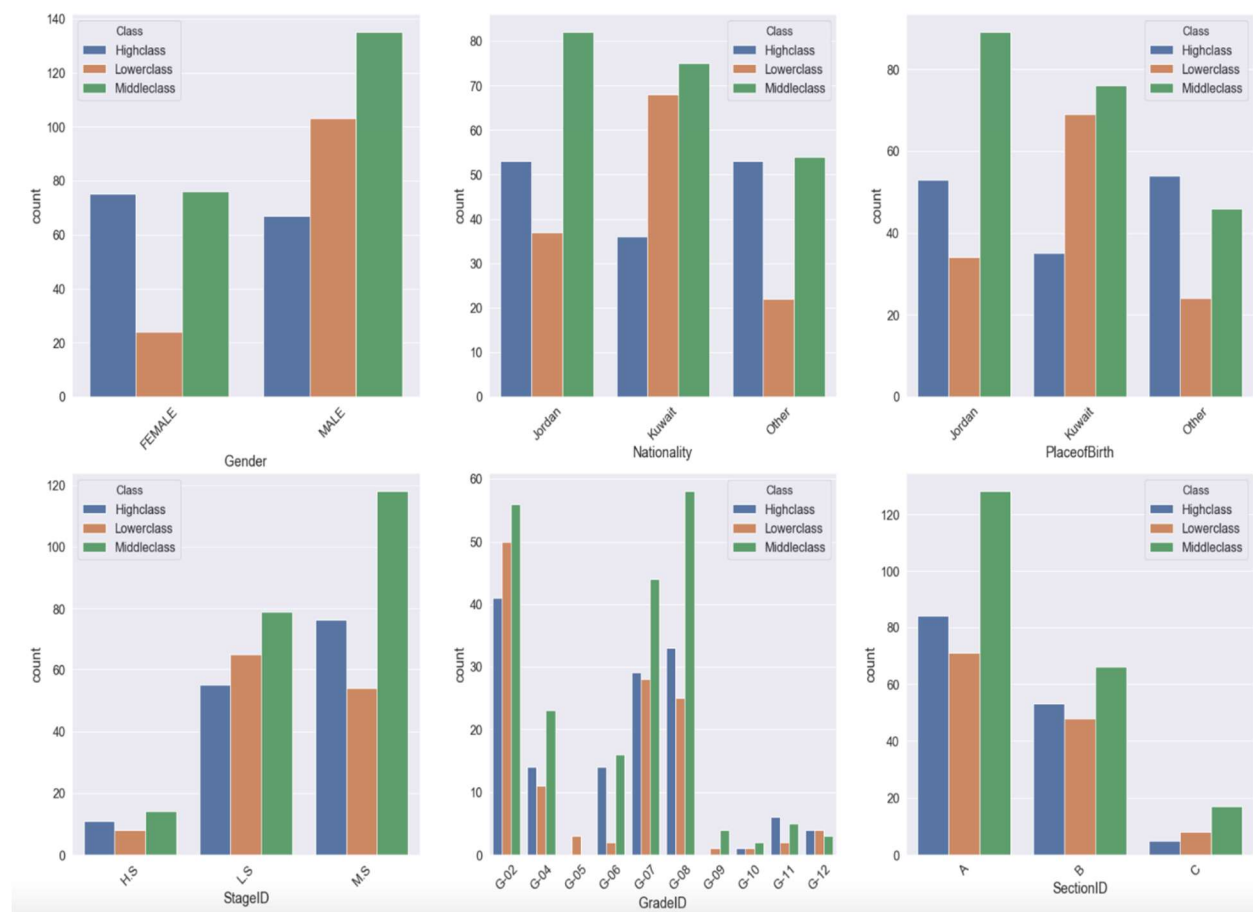 Class
Highclass
Lowerclass
Middleclass
140
120
100
80
60
40
20
0
count
FEMALE
MALE
Gender
Class
Highclass
Lowerclass
Middleclass
80
70
60
50
40
30
20
10
0
count
Jordan
Kuwait
Other
Nationality
Class
Highclass
Lowerclass
Middleclass
80
60
40
20
0
count
Jordan
Kuwait
Other
PlaceofBirth
Class
Highclass
Lowerclass
Middleclass
120
100
80
60
40
20
0
count
H.S
L.S
M.S
StageID
Class
Highclass
Lowerclass
Middleclass
60
50
40
30
20
10
0
count
G-02
G-04
G-05
G-06
G-07
G-08
G-09
G-10
G-11
G-12
GradeID
Class
Highclass
Lowerclass
Middleclass
120
100
80
60
40
20
0
count
A
B
C
SectionID